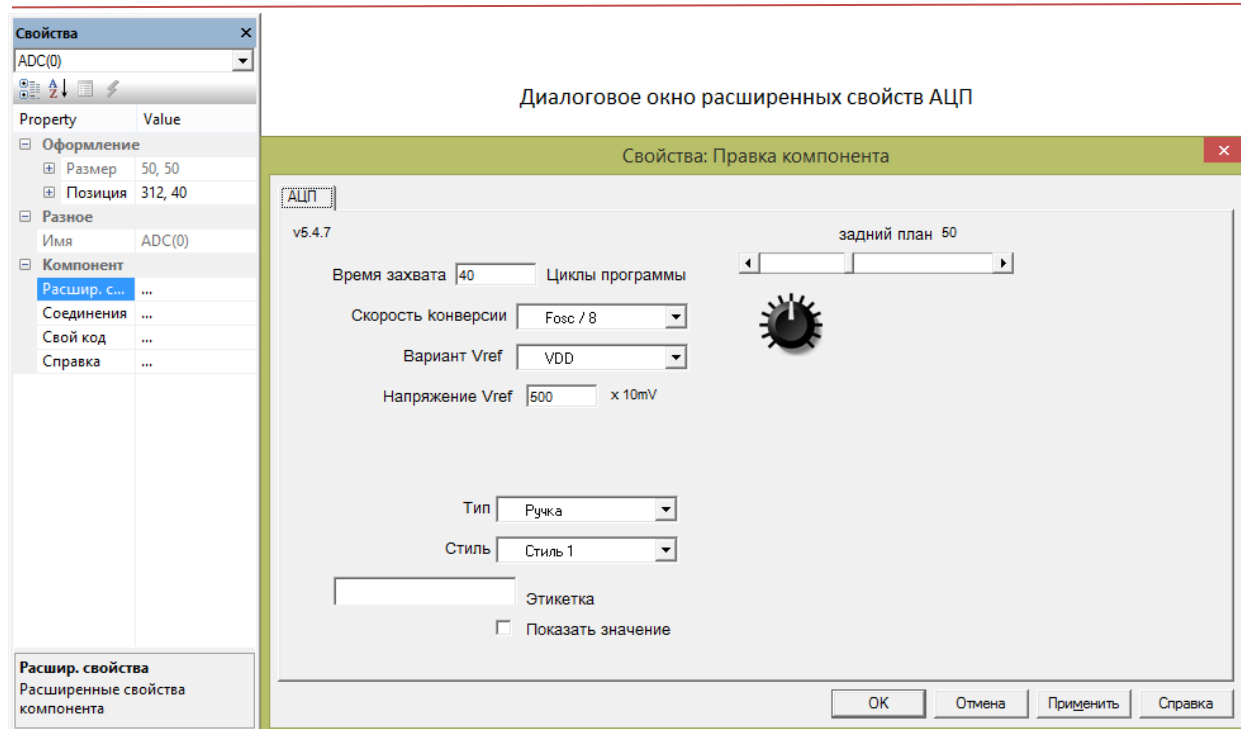 Свойства
ADC(0)
Property Value
Оформление
Размер 50, 50
Позиция 312, 40
Разное
Имя ADC(0)
Компонент
Расшир. с... ...
Соединения ...
Свой код ...
Справка ...
Расшир. свойства
Расширенные свойства
компонента
Диалоговое окно расширенных свойств АЦП
Свойства: Правка компонента
АЦП
v5.4.7
задний план 50
Время захвата 40 Циклы программы
Скорость конверсии Fosc / 8
Вариант Vref VDD
Напряжение Vref 500 x 10mV
Тип Ручка
Стиль Стиль 1
Этикетка
Показать значение
OK Отмена Применить Справка